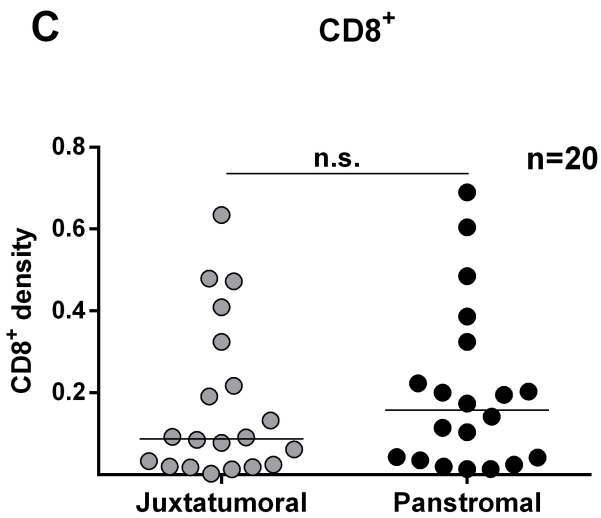 C
CD8+
n.s.
n=20
0.8
0.6
0.4
0.2
CD8+ density
Juxtatumoral
Panstromal